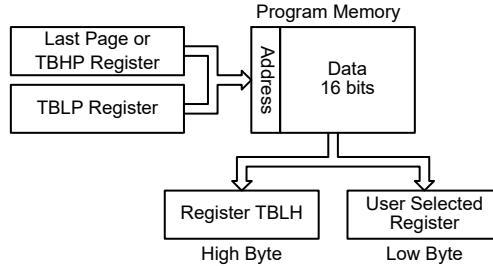 Program Memory
Last Page or
TBHP Register
TBLP Register
Address
Data
16 bits
Register TBLH
User Selected
Register
High Byte
Low Byte